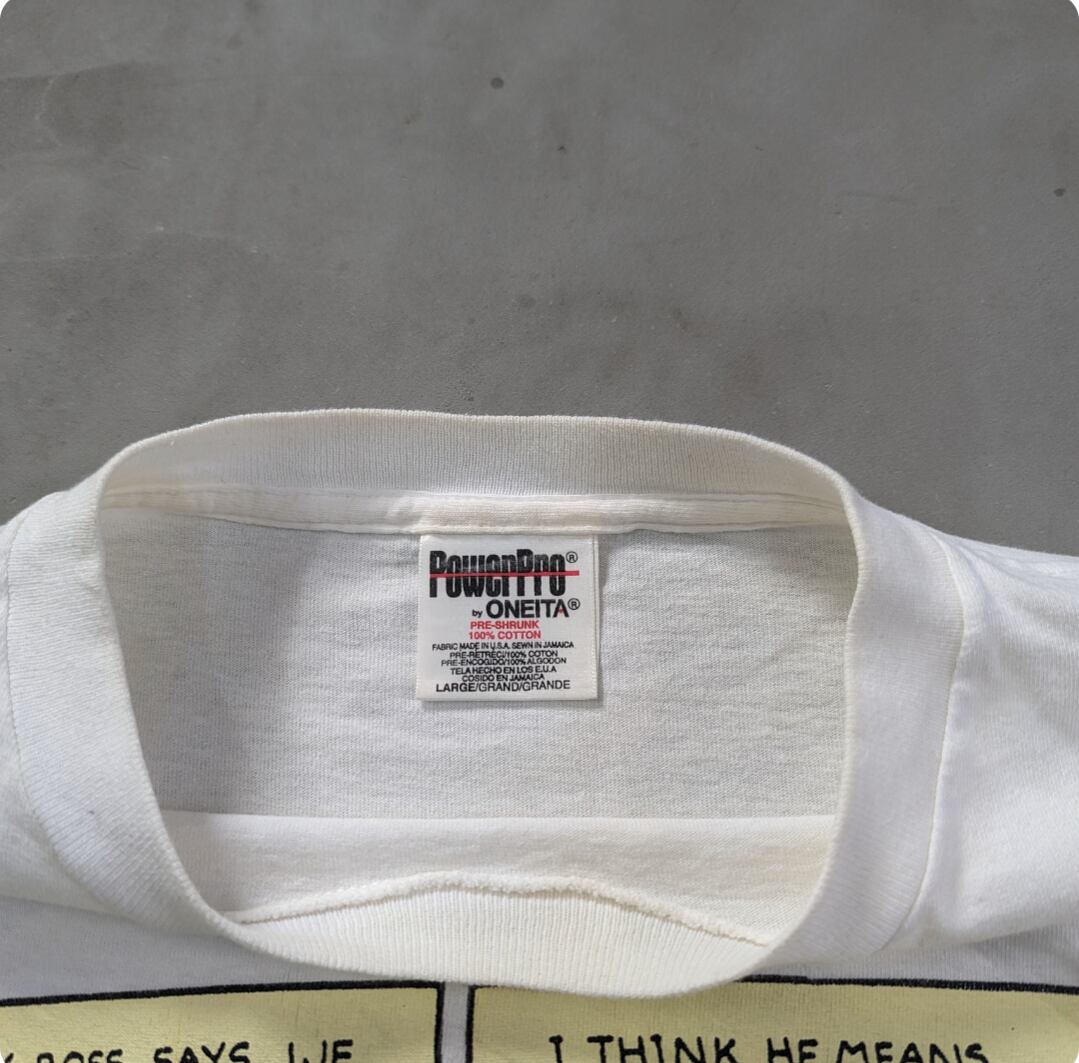 PowerPro®
by ONEITA®
PRE-SHRUNK
100% COTTON
FABRIC MADE IN U.S.A. SEWN IN JAMAICA
PRE-RETRECI/100% COTON
PRE-ENCOGIDO/100% ALGODON
TELA HECHO EN LOS E.U.A
COSIDO EN JAMAICA
LARGE/GRAND/GRANDE
BOSS SAYS WE
I THINK HE MEANS